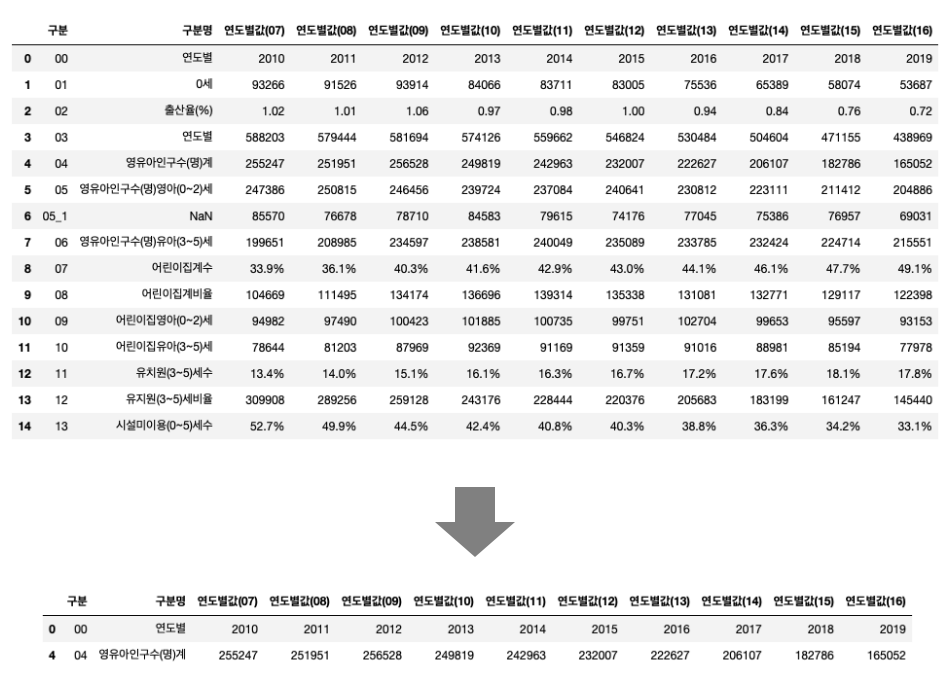 구분 구분명 연도별값(07) 연도별값(08) 연도별값(09) 연도별값(10) 연도별값(11) 연도별값(12) 연도별값(13) 연도별값(14) 연도별값(15) 연도별값(16)
0 00 연도별 2010 2011 2012 2013 2014 2015 2016 2017 2018 2019
1 01 0세 93266 91526 93914 84066 83711 83005 75536 65389 58074 53687
2 02 출산율(%) 1.02 1.01 1.06 0.97 0.98 1.00 0.94 0.84 0.76 0.72
3 03 연도별 588203 579444 581694 574126 559662 546824 530484 504604 471155 438969
4 04 영유아인구수(명)계 255247 251951 256528 249819 242963 232007 222627 206107 182786 165052
5 05 영유아인구수(명)영아(0~2)세 247386 250815 246456 239724 237084 240641 230812 223111 211412 204886
6 05_1 NaN 85570 76678 78710 84583 79615 74176 77045 75386 76957 69031
7 06 영유아인구수(명)유아(3~5)세 199651 208985 234597 238581 240049 235089 233785 232424 224714 215551
8 07 어린이집계수 33.9% 36.1% 40.3% 41.6% 42.9% 43.0% 44.1% 46.1% 47.7% 49.1%
9 08 어린이집계비율 104669 111495 134174 136696 139314 135338 131081 132771 129117 122398
10 09 어린이집영아(0~2)세 94982 97490 100423 101885 100735 99751 102704 99653 95597 93153
11 10 어린이집유아(3~5)세 78644 81203 87969 92369 91169 91359 91016 88981 85194 77978
12 11 유치원(3~5)세수 13.4% 14.0% 15.1% 16.1% 16.3% 16.7% 17.2% 17.6% 18.1% 17.8%
13 12 유지원(3~5)세비율 309908 289256 259128 243176 228444 220376 205683 183199 161247 145440
14 13 시설미이용(0~5)세수 52.7% 49.9% 44.5% 42.4% 40.8% 40.3% 38.8% 36.3% 34.2% 33.1%
구분 구분명 연도별값(07) 연도별값(08) 연도별값(09) 연도별값(10) 연도별값(11) 연도별값(12) 연도별값(13) 연도별값(14) 연도별값(15) 연도별값(16)
0 00 연도별 2010 2011 2012 2013 2014 2015 2016 2017 2018 2019
4 04 영유아인구수(명)계 255247 251951 256528 249819 242963 232007 222627 206107 182786 165052